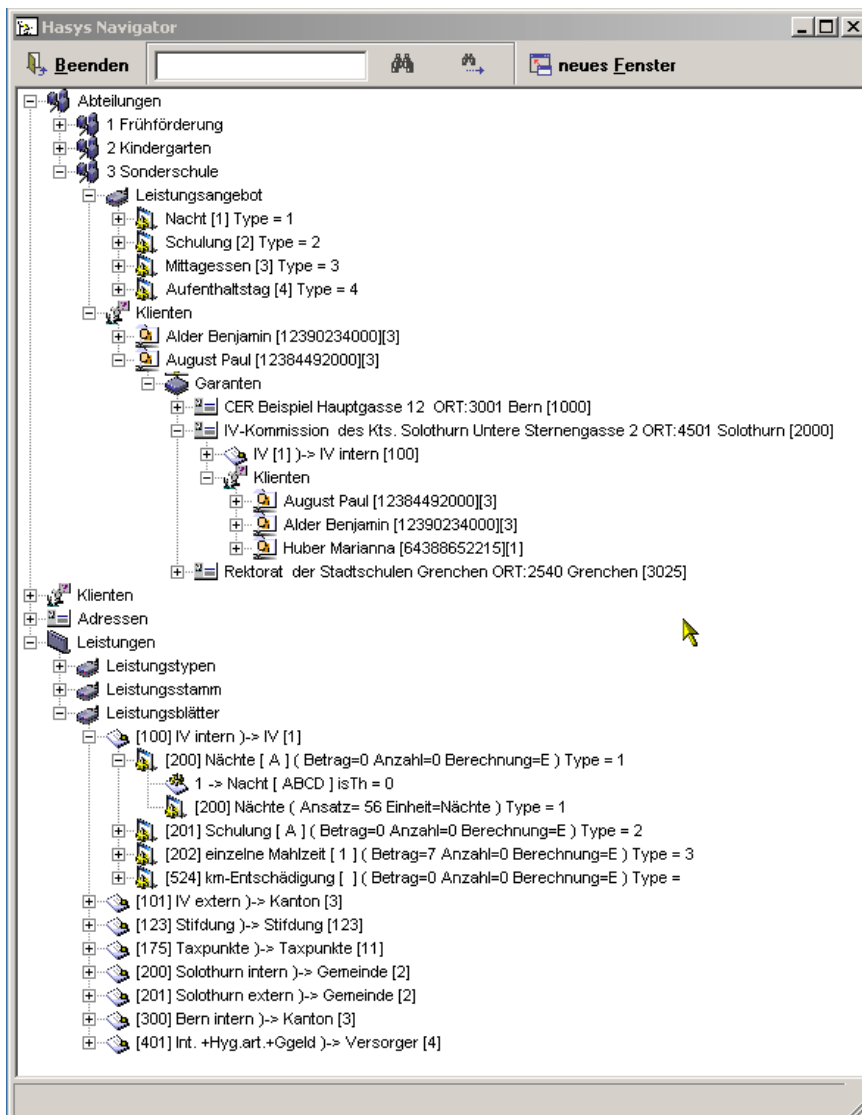 Hasys Navigator
Beenden neues Fenster
Abteilungen
1 Frühförderung
2 Kindergarten
3 Sonderschule
Leistungsangebot
Nacht [1] Type = 1
Schulung [2] Type = 2
Mittagessen [3] Type = 3
Aufenthaltstag [4] Type = 4
Klienten
Alder Benjamin [12390234000][3]
August Paul [12384492000][3]
Garanten
CER Beispiel Hauptgasse 12  ORT:3001 Bern [1000]
IV-Kommission  des Kts. Solothurn Untere Sternengasse 2 ORT:4501 Solothurn [2000]
IV [1] )-> IV intern [100]
Klienten
August Paul [12384492000][3]
Alder Benjamin [12390234000][3]
Huber Marianna [64388652215][1]
Rektorat  der Stadtschulen Grenchen ORT:2540 Grenchen [3025]
Klienten
Adressen
Leistungen
Leistungstypen
Leistungsstamm
Leistungsblätter
[100] IV intern )-> IV [1]
[200] Nächte [ A ] ( Betrag=0 Anzahl=0 Berechnung=E ) Type = 1
1 -> Nacht [ ABCD ] isTh = 0
[200] Nächte ( Ansatz= 56 Einheit=Nächte ) Type = 1
[201] Schulung [ A ] ( Betrag=0 Anzahl=0 Berechnung=E ) Type = 2
[202] einzelne Mahlzeit [ 1 ] ( Betrag=7 Anzahl=0 Berechnung=E ) Type = 3
[524] km-Entschädigung [  ] ( Betrag=0 Anzahl=0 Berechnung=E ) Type =
[101] IV extern )-> Kanton [3]
[123] Stifdung )-> Stifdung [123]
[175] Taxpunkte )-> Taxpunkte [11]
[200] Solothurn intern )-> Gemeinde [2]
[201] Solothurn extern )-> Gemeinde [2]
[300] Bern intern )-> Kanton [3]
[401] Int. +Hyg.art.+Ggeld )-> Versorger [4]